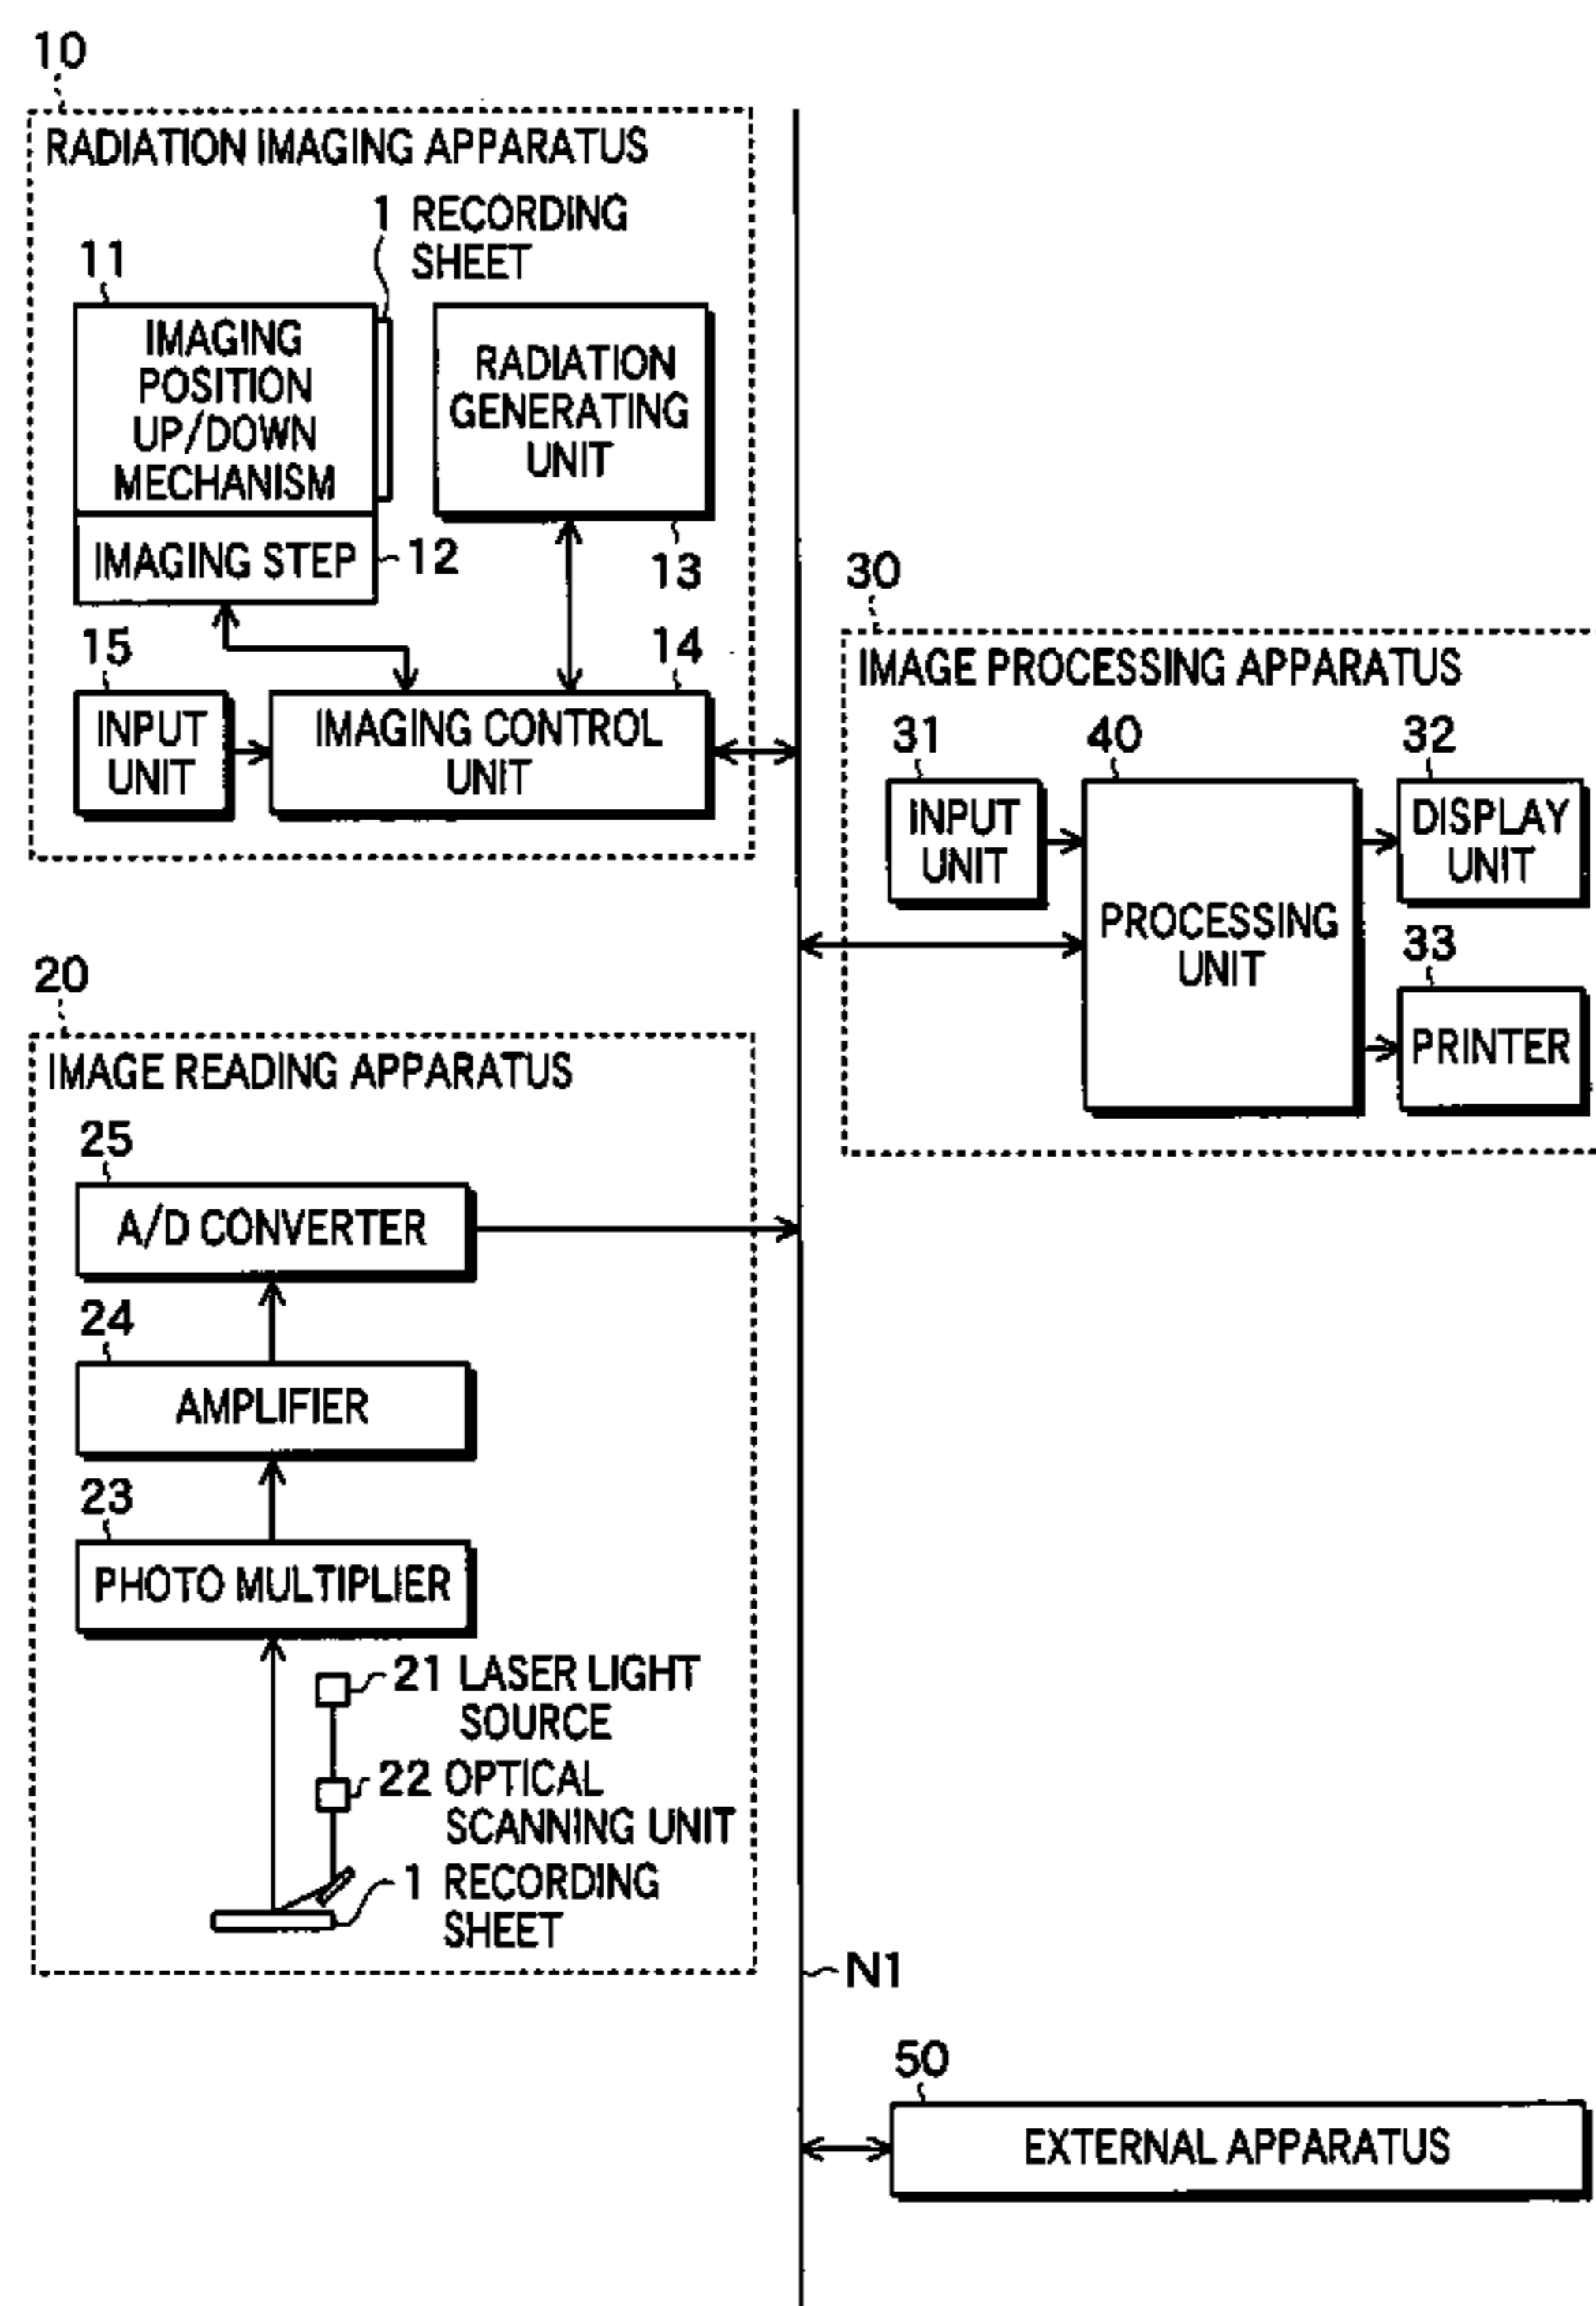 10
RADIATION IMAGING APPARATUS
1 RECORDING
SHEET
11
IMAGING
POSITION
UP/DOWN
MECHANISM
RADIATION
GENERATING
UNIT
IMAGING STEP
12
13
15
14
INPUT
UNIT
IMAGING CONTROL
UNIT
30
IMAGE PROCESSING APPARATUS
31
40
32
INPUT
UNIT
PROCESSING
UNIT
DISPLAY
UNIT
33
PRINTER
20
IMAGE READING APPARATUS
25
A/D CONVERTER
24
AMPLIFIER
23
PHOTO MULTIPLIER
21 LASER LIGHT
SOURCE
22 OPTICAL
SCANNING UNIT
1 RECORDING
SHEET
N1
50
EXTERNAL APPARATUS